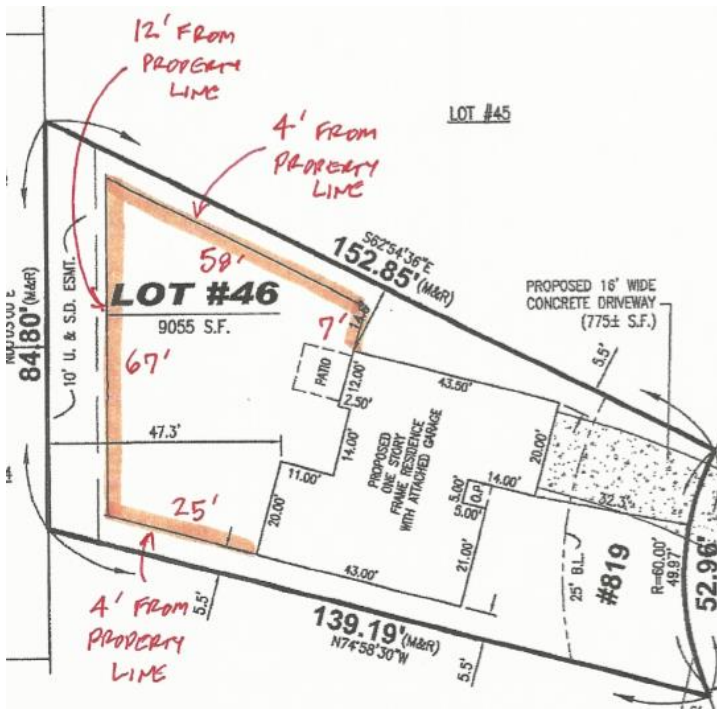 12' FROM
PROPERTY
LINE
LOT #45
4' FROM
PROPERTY
LINE
S62°54'36"E
152.85' (M&R)
58'
PROPOSED 16' WIDE
CONCRETE DRIVEWAY
(775± S.F.)
10' U. & S.D. ESMT.
LOT #46
9055 S.F.
7'
84.80' (M&R)
67'
PATIO
12.00'
43.50'
5.5'
2.50'
47.3'
14.00'
11.00'
PROPOSED
ONE STORY
FRAME RESIDENCE
WITH ATTACHED GARAGE
20.00'
14.00'
5.00'
O.P.
5.00'
32.3'
25'
20.00'
21.00'
25' B.L.
#819
R=60.00'
49.97'
52.96'
43.00'
4' FROM
PROPERTY
LINE
5.5'
139.19' (M&R)
N74°58'30"W
5.5'